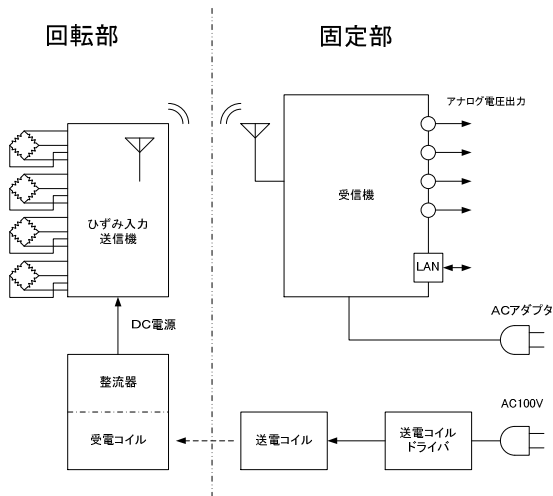 回転部
固定部
アナログ電圧出力
ひずみ入力
送信機
受信機
LAN
DC電源
ACアダプタ
整流器
受電コイル
送電コイル
送電コイル
ドライバ
AC100V